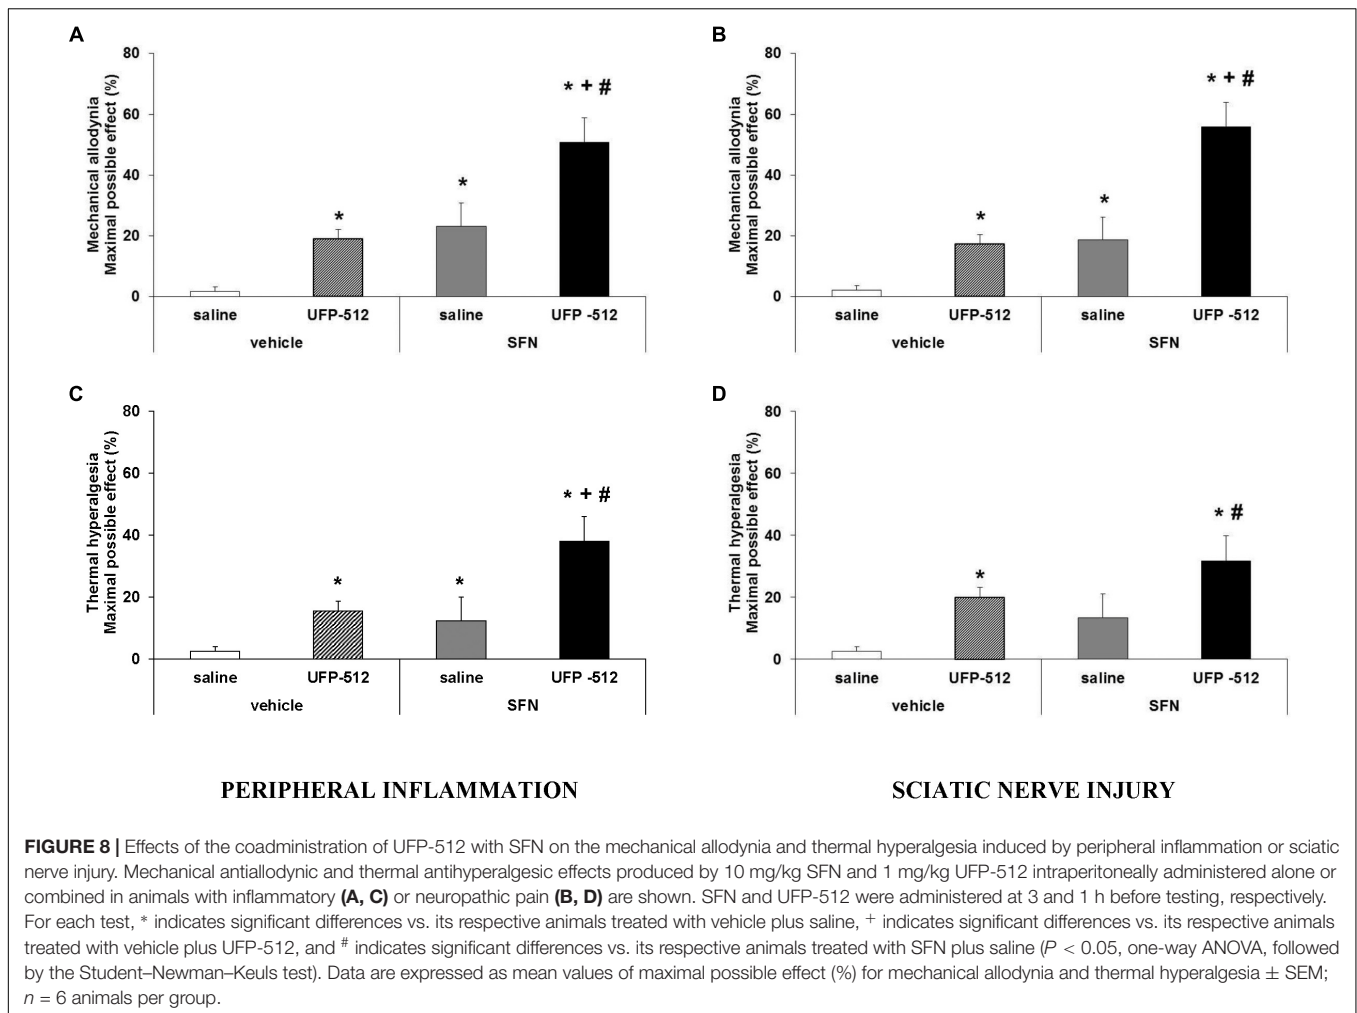 A
Mechanical allodynia
Maximal possible effect (%)
80
60
40
20
0
* * * + #
saline UFP-512 saline UFP -512
vehicle SFN
B
Mechanical allodynia
Maximal possible effect (%)
80
60
40
20
0
* * * + #
saline UFP-512 saline UFP -512
vehicle SFN
C
Thermal hyperalgesia
Maximal possible effect (%)
80
60
40
20
0
* * * + #
saline UFP-512 saline UFP -512
vehicle SFN
D
Thermal hyperalgesia
Maximal possible effect (%)
80
60
40
20
0
* * #
saline UFP-512 saline UFP -512
vehicle SFN
PERIPHERAL INFLAMMATION
SCIATIC NERVE INJURY
FIGURE 8 | Effects of the coadministration of UFP-512 with SFN on the mechanical allodynia and thermal hyperalgesia induced by peripheral inflammation or sciatic
nerve injury. Mechanical antiallodynic and thermal antihyperalgesic effects produced by 10 mg/kg SFN and 1 mg/kg UFP-512 intraperitoneally administered alone or
combined in animals with inflammatory (A, C) or neuropathic pain (B, D) are shown. SFN and UFP-512 were administered at 3 and 1 h before testing, respectively.
For each test, * indicates significant differences vs. its respective animals treated with vehicle plus saline, + indicates significant differences vs. its respective animals
treated with vehicle plus UFP-512, and # indicates significant differences vs. its respective animals treated with SFN plus saline (P < 0.05, one-way ANOVA, followed
by the Student–Newman–Keuls test). Data are expressed as mean values of maximal possible effect (%) for mechanical allodynia and thermal hyperalgesia ± SEM;
n = 6 animals per group.